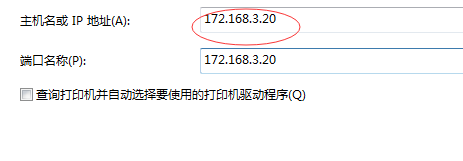 主机名或 IP 地址(A): 172.168.3.20
端口名称(P): 172.168.3.20
查询打印机并自动选择要使用的打印机驱动程序(Q)